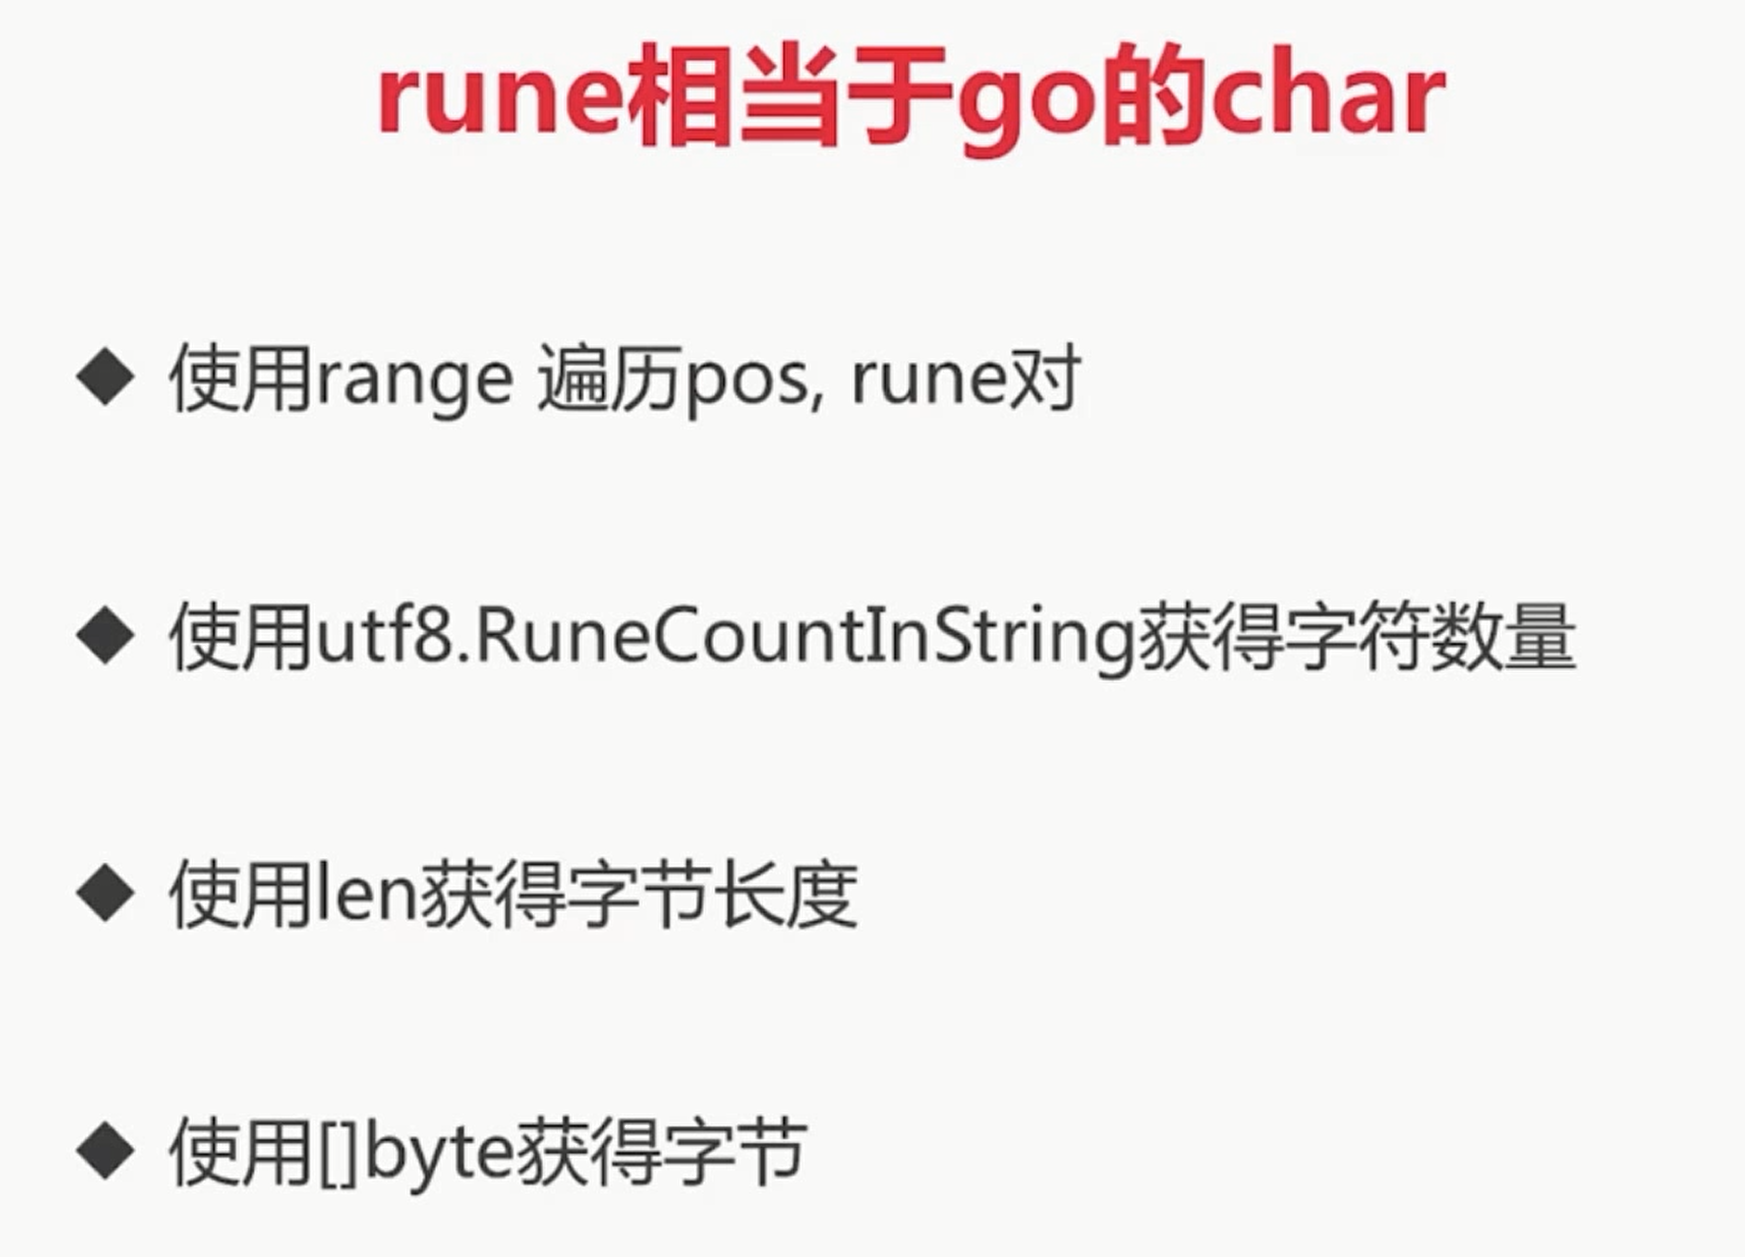 rune相当于go的char
◆ 使用range 遍历pos, rune对
◆ 使用utf8.RuneCountInString获得字符数量
◆ 使用len获得字节长度
◆ 使用[]byte获得字节